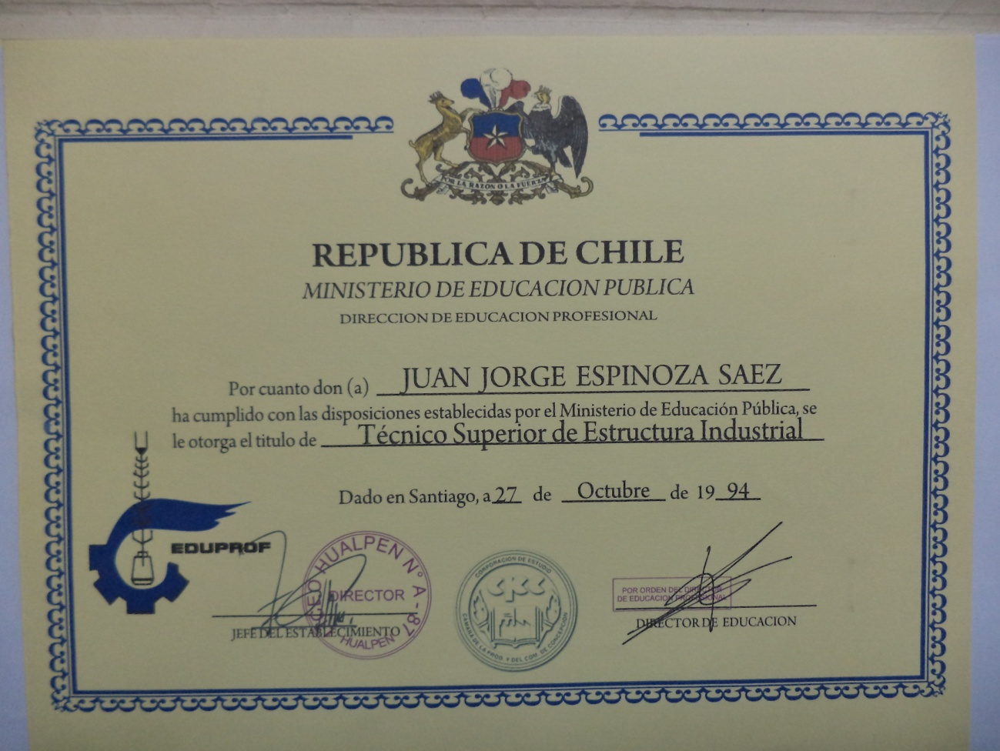 POR LA RAZON O LA FUERZA
REPUBLICA DE CHILE
MINISTERIO DE EDUCACION PUBLICA
DIRECCION DE EDUCACION PROFESIONAL
Por cuanto don (a) JUAN JORGE ESPINOZA SAEZ
ha cumplido con las disposiciones establecidas por el Ministerio de Educación Pública, se
le otorga el titulo de Técnico Superior de Estructura Industrial
Dado en Santiago, a 27 de Octubre de 19 94
EDUPROF
LICEO HUALPEN Nº A-87
DIRECTOR
HUALPEN
JEFE DEL ESTABLECIMIENTO
CORPORACION DE ESTUDIO
cpcc
CAMARA DE LA PROD. Y DEL COM. DE CONCEPCION
POR ORDEN DEL DIRECTOR
DE EDUCACION PROFESIONAL
DIRECTOR DE EDUCACION